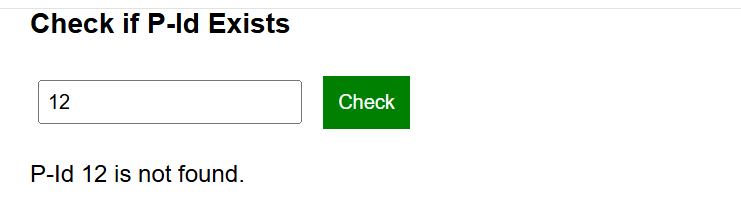 Check if P-Id Exists
12 Check
P-Id 12 is not found.